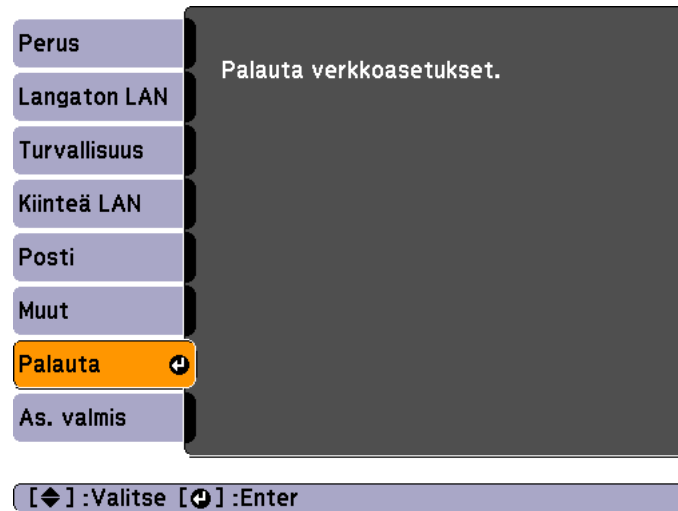 Perus
Langaton LAN
Turvallisuus
Kiinteä LAN
Posti
Muut
Palauta
As. valmis
Palauta verkkoasetukset.
[◆] :Valitse [⏎] :Enter